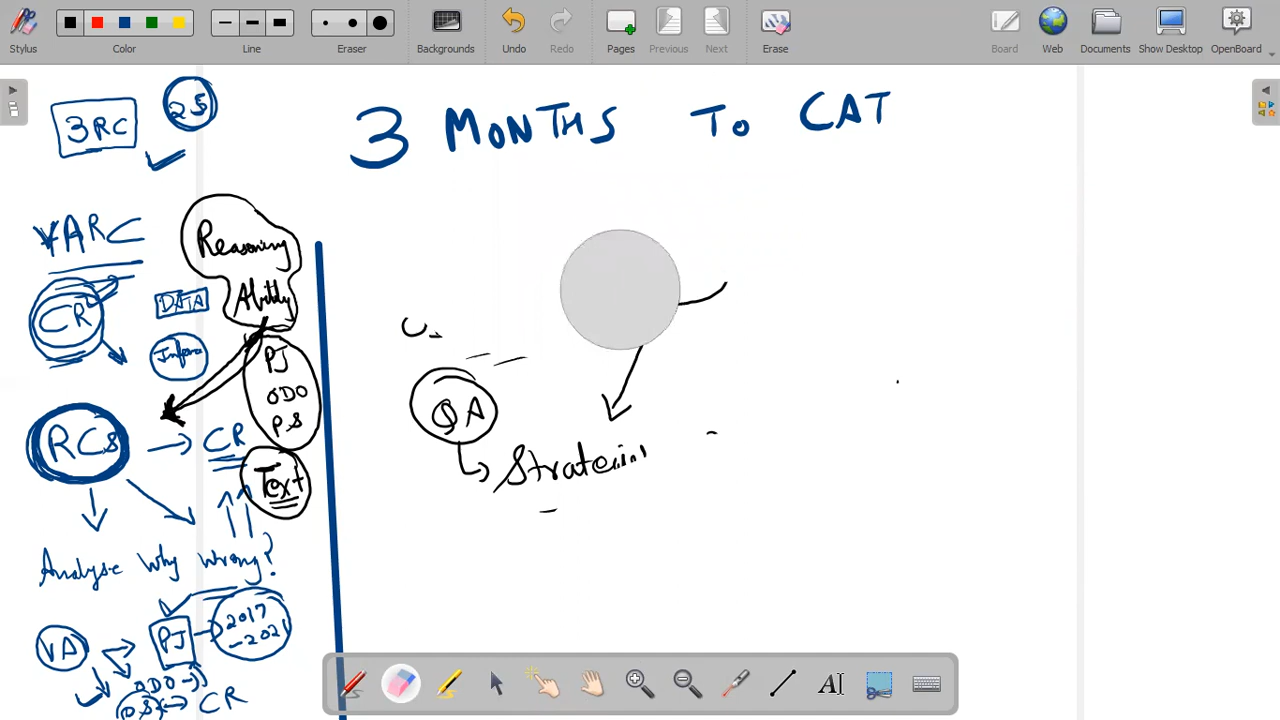 Stylus
Color
Line
Eraser
Backgrounds
Undo
Redo
Pages
Previous
Next
Erase
Board
Web
Documents
Show Desktop
OpenBoard
3 MONTHS TO CAT
3RC
25
VARC
Reasoning
Ability
CR
DATA
Infer
PJ
ODO
PS
RCs → CR
Text
Analyse Why Wrong?
VA
PJ
2017
-2021
ODO
CR
QA